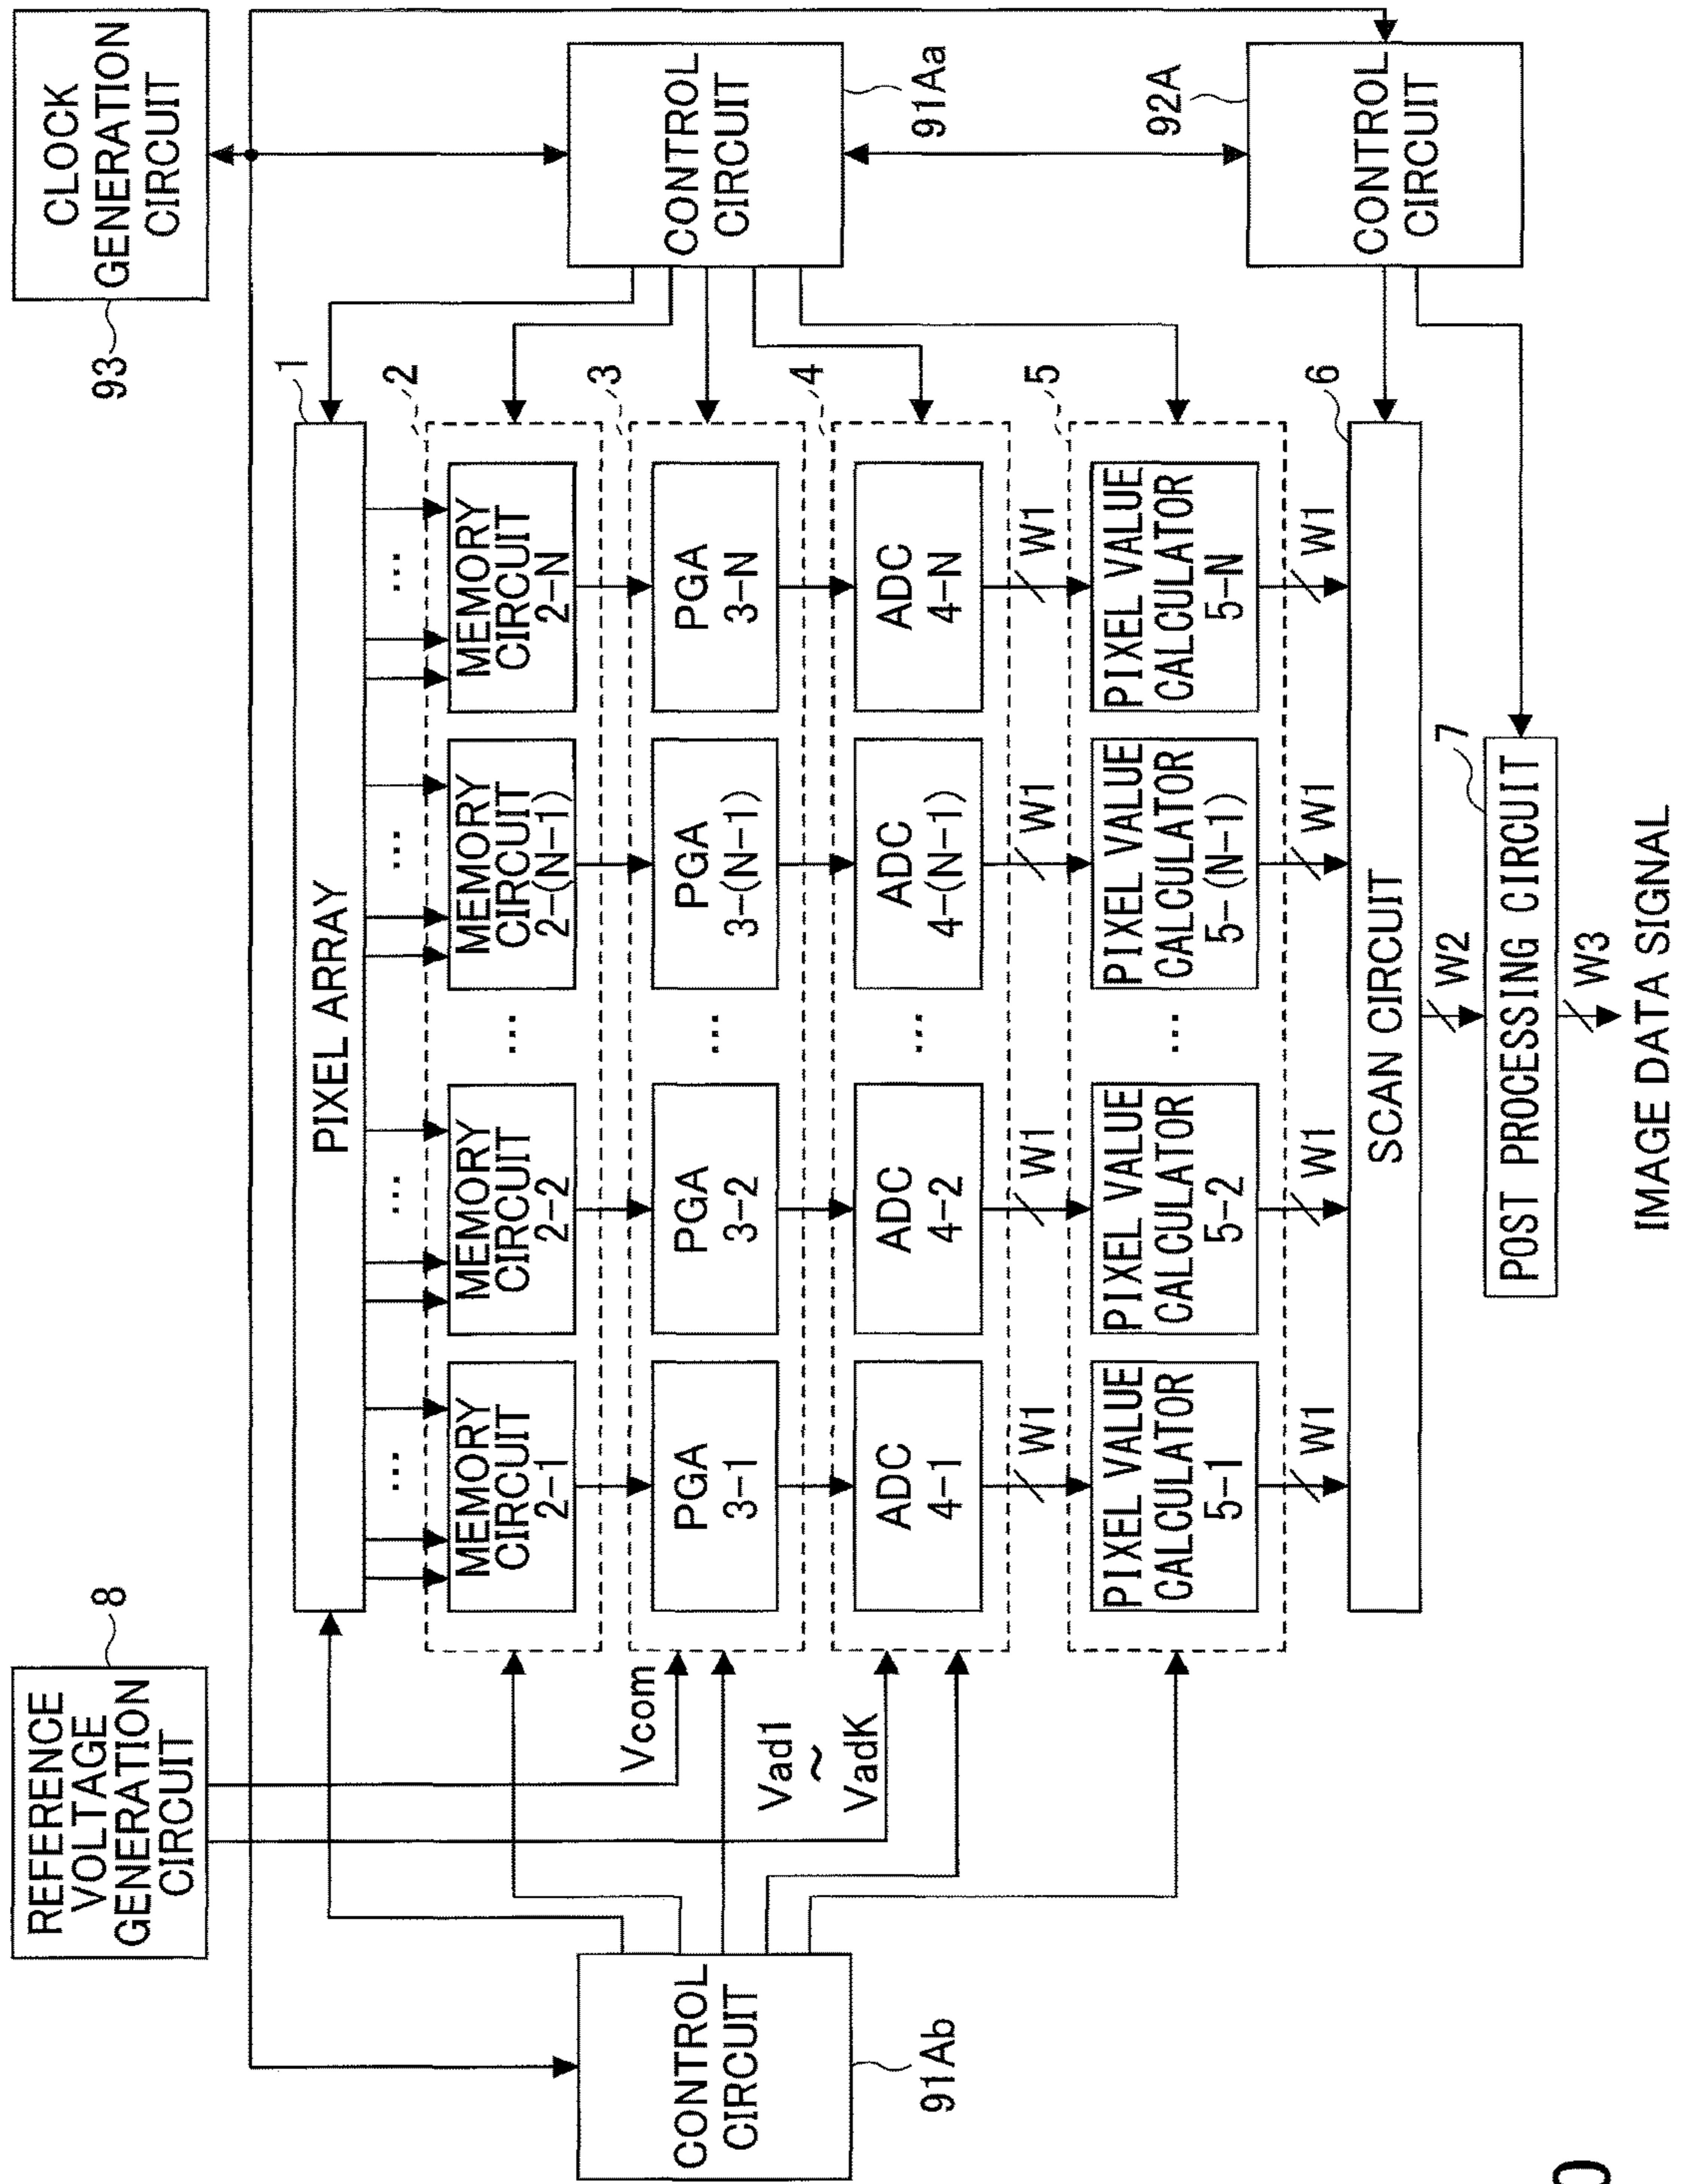 REFERENCE
VOLTAGE
GENERATION
CIRCUIT
8
CLOCK
GENERATION
CIRCUIT
93
PIXEL ARRAY
1
...
...
...
...
2
MEMORY
CIRCUIT
2-1
MEMORY
CIRCUIT
2-2
...
MEMORY
CIRCUIT
2-(N-1)
MEMORY
CIRCUIT
2-N
Vcom
3
PGA
3-1
PGA
3-2
...
PGA
3-(N-1)
PGA
3-N
CONTROL
CIRCUIT
91Ab
CONTROL
CIRCUIT
91Aa
Vad1
~
VadK
4
ADC
4-1
ADC
4-2
...
ADC
4-(N-1)
ADC
4-N
W1
W1
W1
W1
5
PIXEL VALUE
CALCULATOR
5-1
PIXEL VALUE
CALCULATOR
5-2
...
PIXEL VALUE
CALCULATOR
5-(N-1)
PIXEL VALUE
CALCULATOR
5-N
W1
W1
W1
W1
92A
CONTROL
CIRCUIT
6
SCAN CIRCUIT
W2
7
POST PROCESSING CIRCUIT
W3
IMAGE DATA SIGNAL